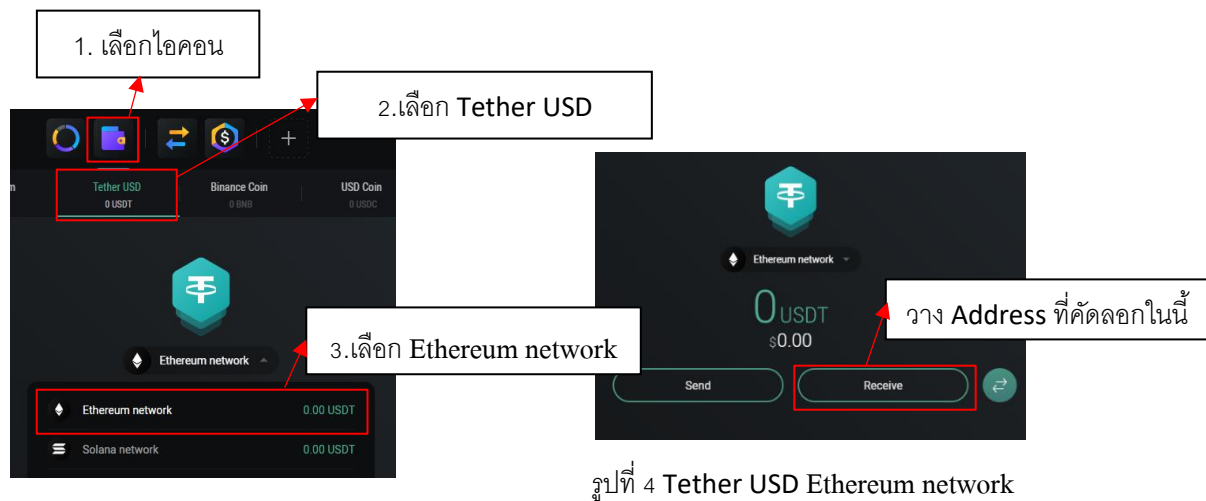 1. เลือกไอคอน
2.เลือก Tether USD
Tether USD
0 USDT
Binance Coin
0 BNB
USD Coin
0 USDC
Ethereum network
3.เลือก Ethereum network
Ethereum network 0.00 USDT
Solana network 0.00 USDT
Ethereum network
0 USDT
$0.00
วาง Address ที่คัดลอกในนี้
Send
Receive
รูปที่ 4 Tether USD Ethereum network